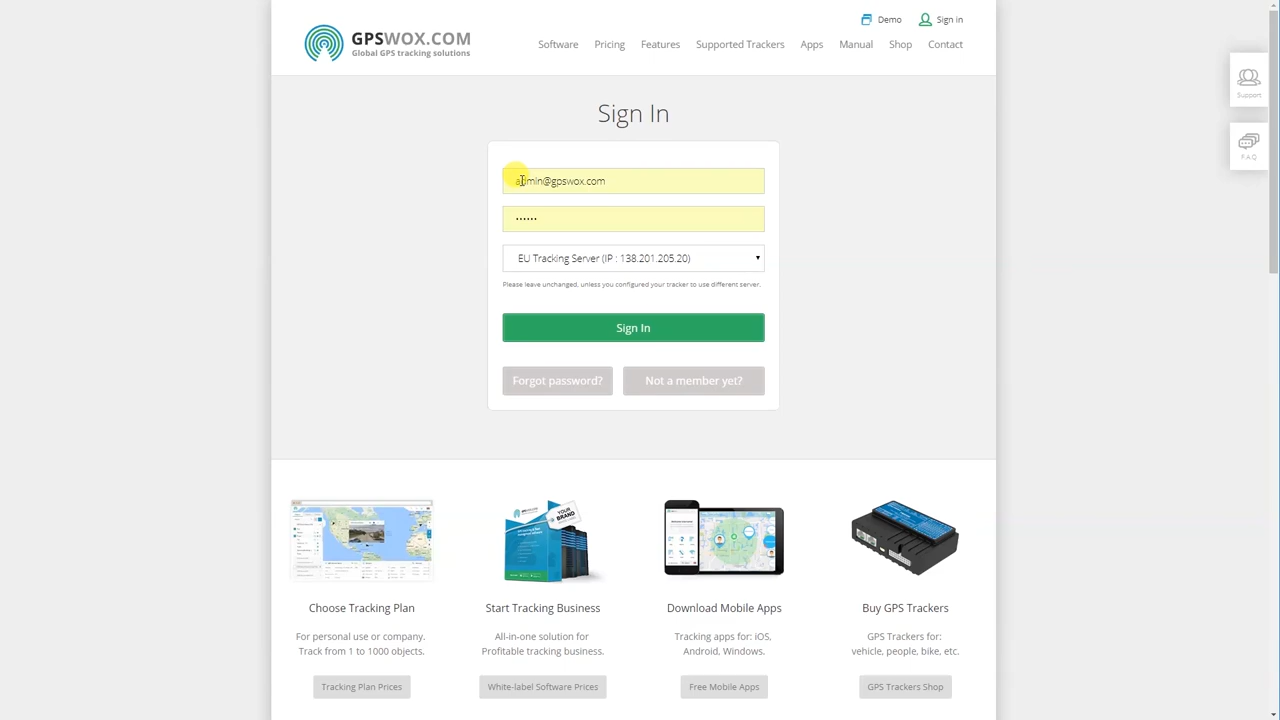 Demo
Sign in
GPSWOX.COM
Global GPS tracking solutions
Software
Pricing
Features
Supported Trackers
Apps
Manual
Shop
Contact
Support
F.A.Q
Sign In
admin@gpswox.com
••••••
EU Tracking Server (IP : 138.201.205.20)
Please leave unchanged, unless you configured your tracker to use different server.
Sign In
Forgot password?
Not a member yet?
YOUR BRAND
Choose Tracking Plan
Start Tracking Business
Download Mobile Apps
Buy GPS Trackers
For personal use or company.
Track from 1 to 1000 objects.
All-in-one solution for
Profitable tracking business.
Tracking apps for: iOS,
Android, Windows.
GPS Trackers for:
vehicle, people, bike, etc.
Tracking Plan Prices
White-label Software Prices
Free Mobile Apps
GPS Trackers Shop